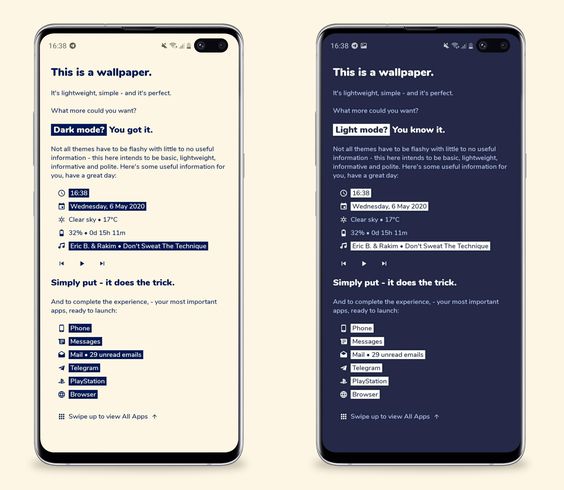 16:38
This is a wallpaper.
It's lightweight, simple - and it's perfect.
What more could you want?
Dark mode? You got it.
Not all themes have to be flashy with little to no useful
information - this here intends to be basic, lightweight,
informative and polite. Here's some useful information for
you, have a great day:
16:38
Wednesday, 6 May 2020
Clear sky • 17°C
32% • 0d 15h 11m
Eric B. & Rakim • Don't Sweat The Technique
Simply put - it does the trick.
And to complete the experience, - your most important
apps, ready to launch:
Phone
Messages
Mail • 29 unread emails
Telegram
PlayStation
Browser
Swipe up to view All Apps ↑
16:38
This is a wallpaper.
It's lightweight, simple - and it's perfect.
What more could you want?
Light mode? You know it.
Not all themes have to be flashy with little to no useful
information - this here intends to be basic, lightweight,
informative and polite. Here's some useful information for
you, have a great day:
16:38
Wednesday, 6 May 2020
Clear sky • 17°C
32% • 0d 15h 11m
Eric B. & Rakim • Don't Sweat The Technique
Simply put - it does the trick.
And to complete the experience, - your most important
apps, ready to launch:
Phone
Messages
Mail • 29 unread emails
Telegram
PlayStation
Browser
Swipe up to view All Apps ↑